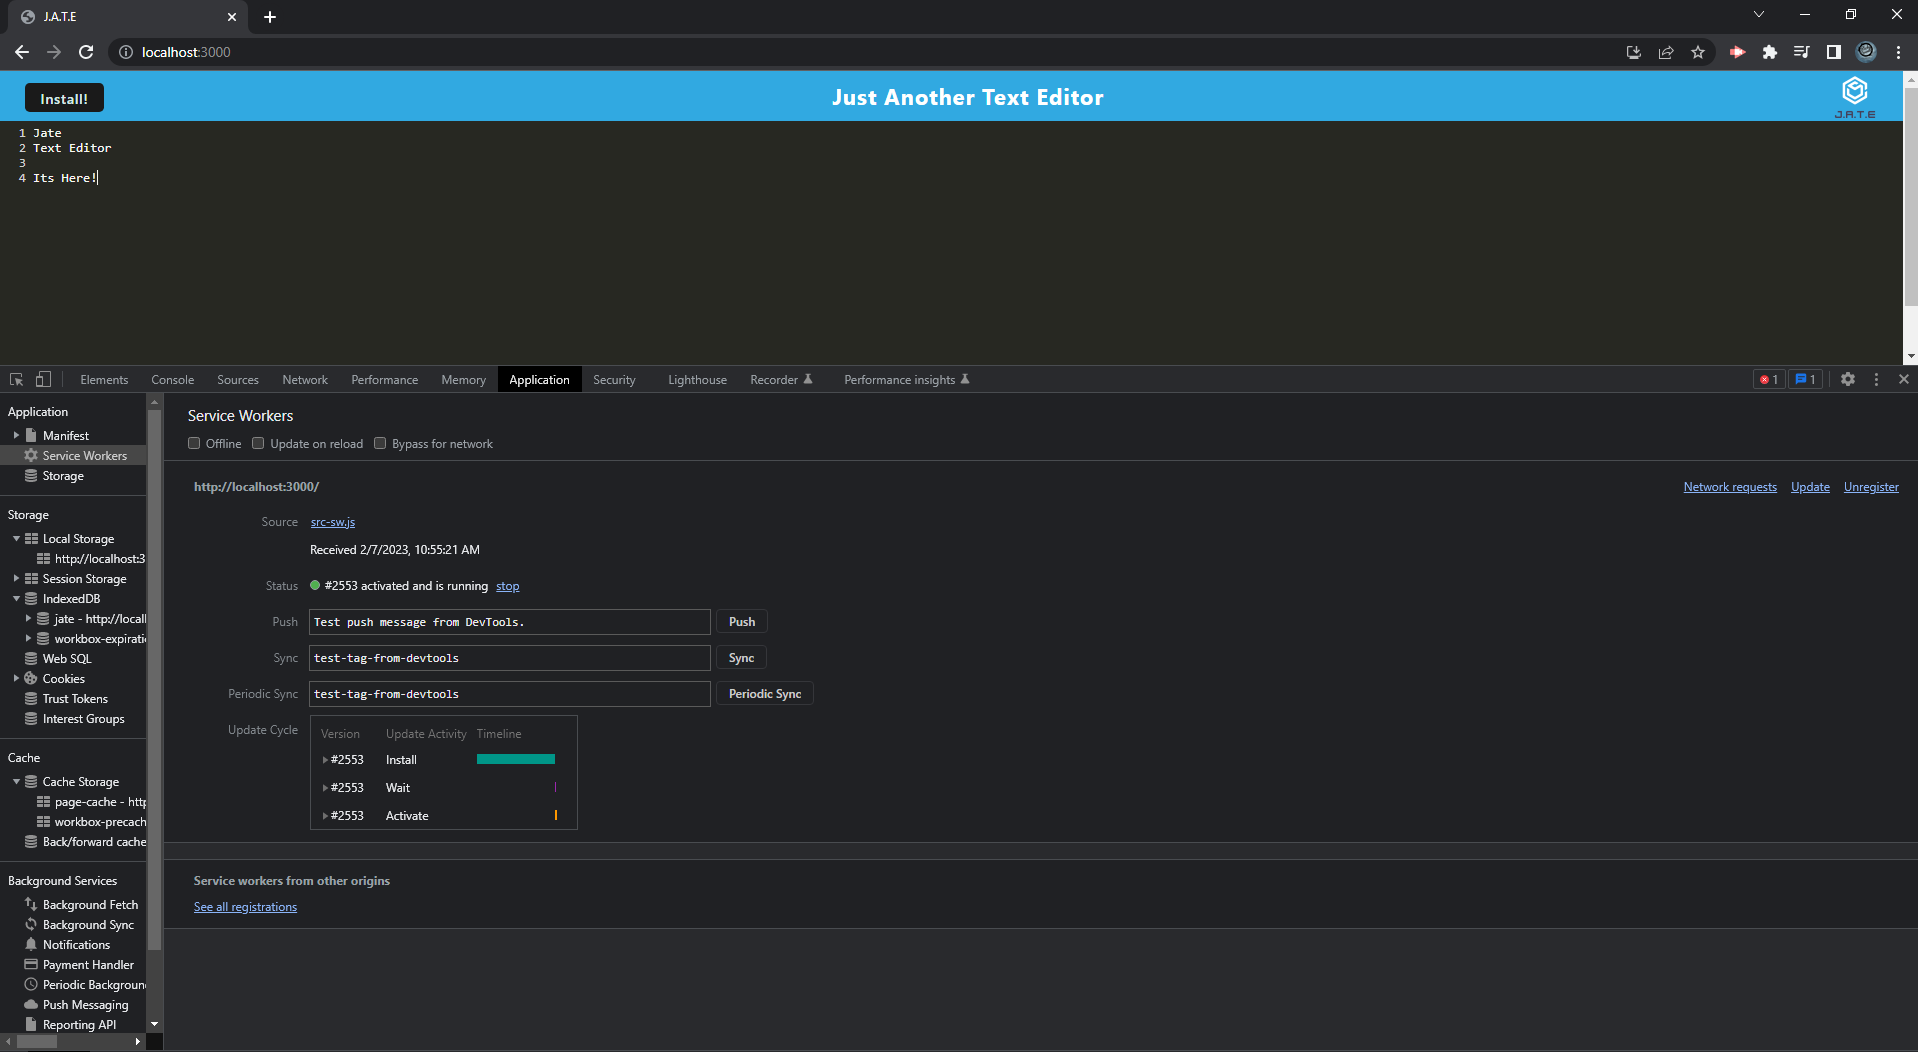 J.A.T.E
localhost:3000
Install!
Just Another Text Editor
J.A.T.E
1 Jate
2 Text Editor
3
4 Its Here!
Elements Console Sources Network Performance Memory Application Security Lighthouse Recorder Performance insights 1 1
Application
Manifest
Service Workers
Storage
Storage
Local Storage
http://localhost:3
Session Storage
IndexedDB
jate - http://local
workbox-expirati
Web SQL
Cookies
Trust Tokens
Interest Groups
Cache
Cache Storage
page-cache - http
workbox-precach
Back/forward cache
Background Services
Background Fetch
Background Sync
Notifications
Payment Handler
Periodic Backgroun
Push Messaging
Reporting API
Service Workers
Offline Update on reload Bypass for network
http://localhost:3000/ Network requests Update Unregister
Source src-sw.js
Received 2/7/2023, 10:55:21 AM
Status #2553 activated and is running stop
Push Test push message from DevTools. Push
Sync test-tag-from-devtools Sync
Periodic Sync test-tag-from-devtools Periodic Sync
Update Cycle Version Update Activity Timeline
#2553 Install
#2553 Wait
#2553 Activate
Service workers from other origins
See all registrations